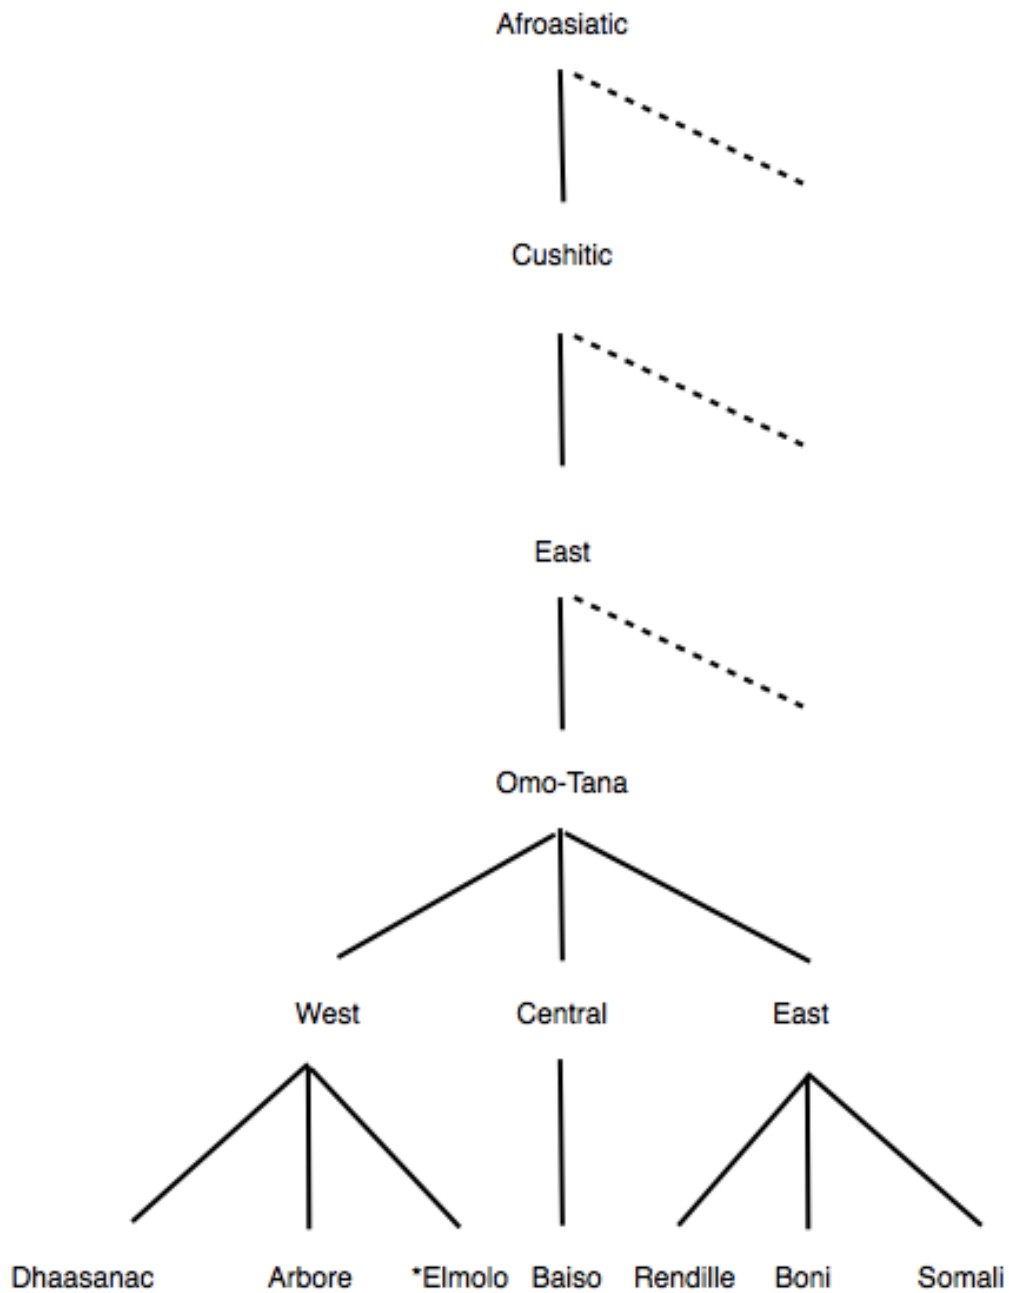 Afroasiatic
Cushitic
East
Omo-Tana
West Central East
Dhaasanac Arbore *Elmolo Baiso Rendille Boni Somali